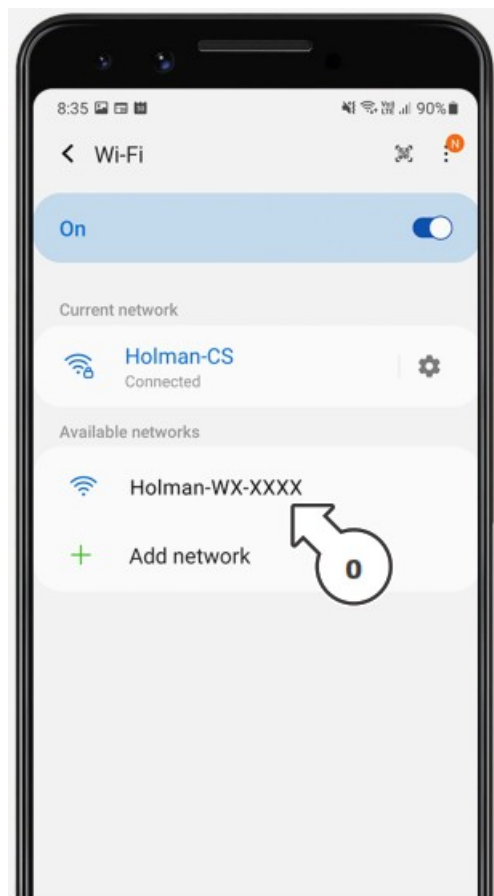 8:35 90%
Wi-Fi N
On
Current network
Holman-CS
Connected
Available networks
Holman-WX-XXXX
Add network
0